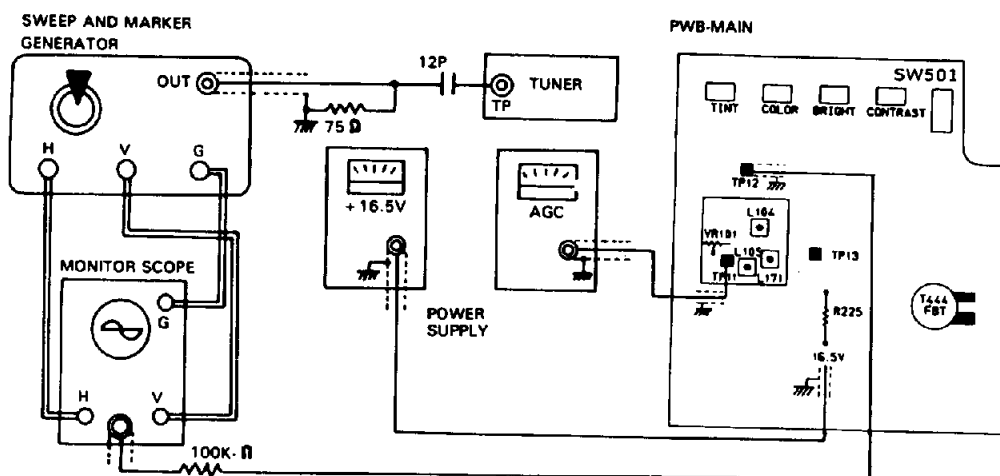 SWEEP AND MARKER
GENERATOR
OUT
H
V
G
12P
75Ω
TP
TUNER
+16.5V
AGC
POWER
SUPPLY
MONITOR SCOPE
G
H
V
100K·Ω
PWB-MAIN
SW501
TINT
COLOR
BRIGHT
CONTRAST
TP12
L104
VR101
L105
TP11
L171
TP13
R225
16.5V
T444
FBT